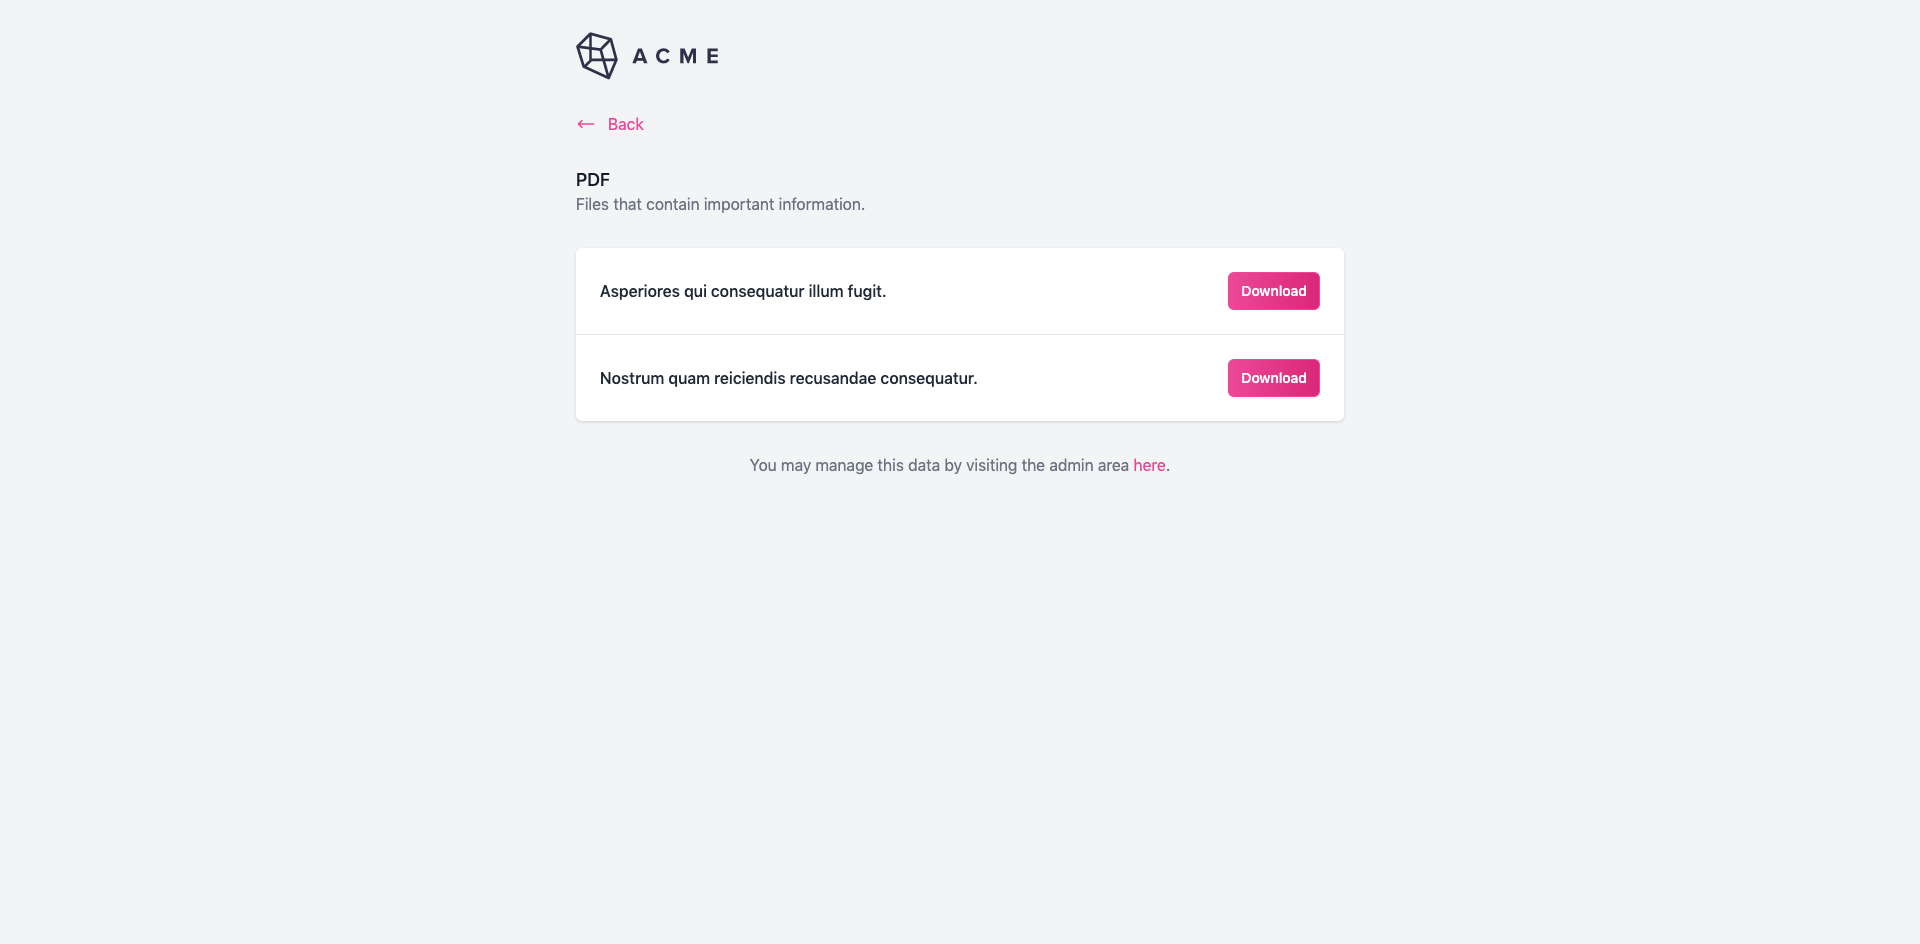 ACME
Back
PDF
Files that contain important information.
Asperiores qui consequatur illum fugit.
Download
Nostrum quam reiciendis recusandae consequatur.
Download
You may manage this data by visiting the admin area here.